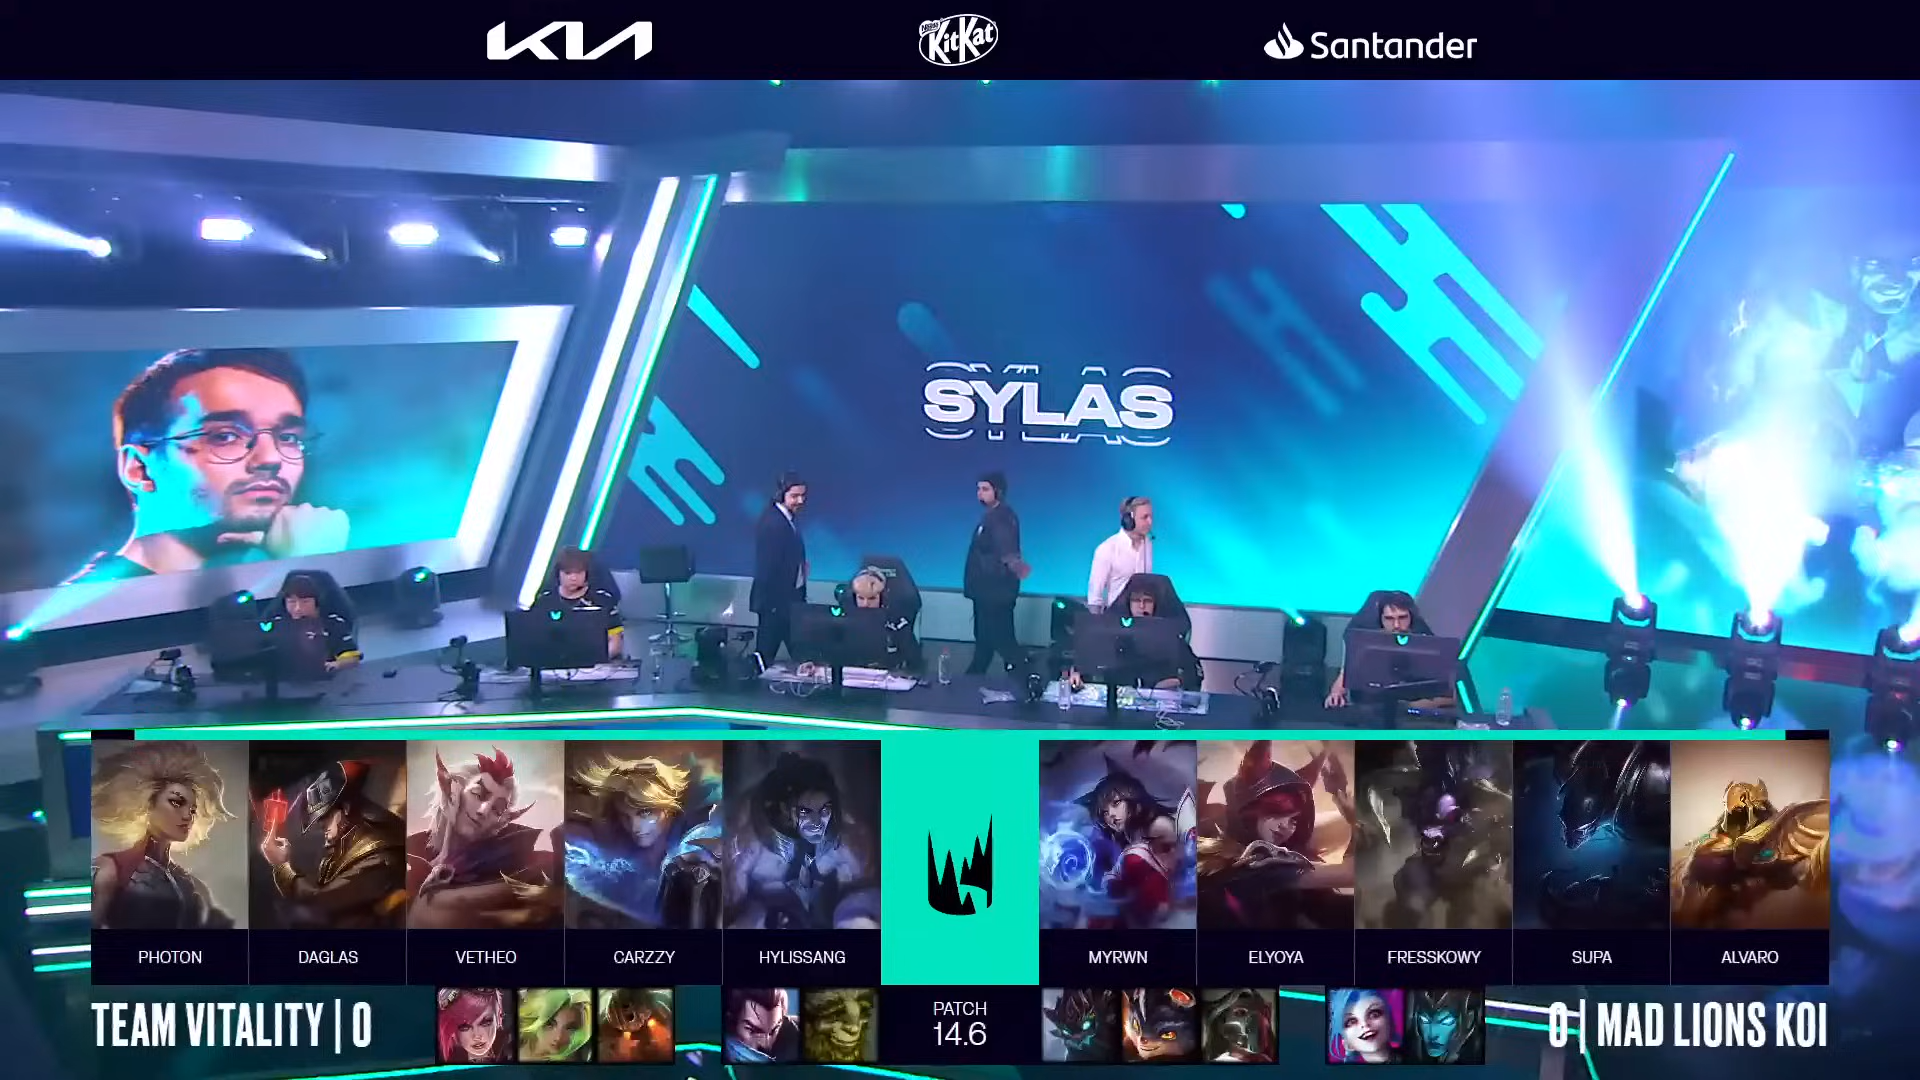 KIA
Nestlé
KitKat
Santander
SYLAS
PHOTON
DAGLAS
VETHEO
CARZZY
HYLISSANG
MYRWN
ELYOYA
FRESSKOWY
SUPA
ALVARO
TEAM VITALITY | 0
PATCH
14.6
0 | MAD LIONS KOI